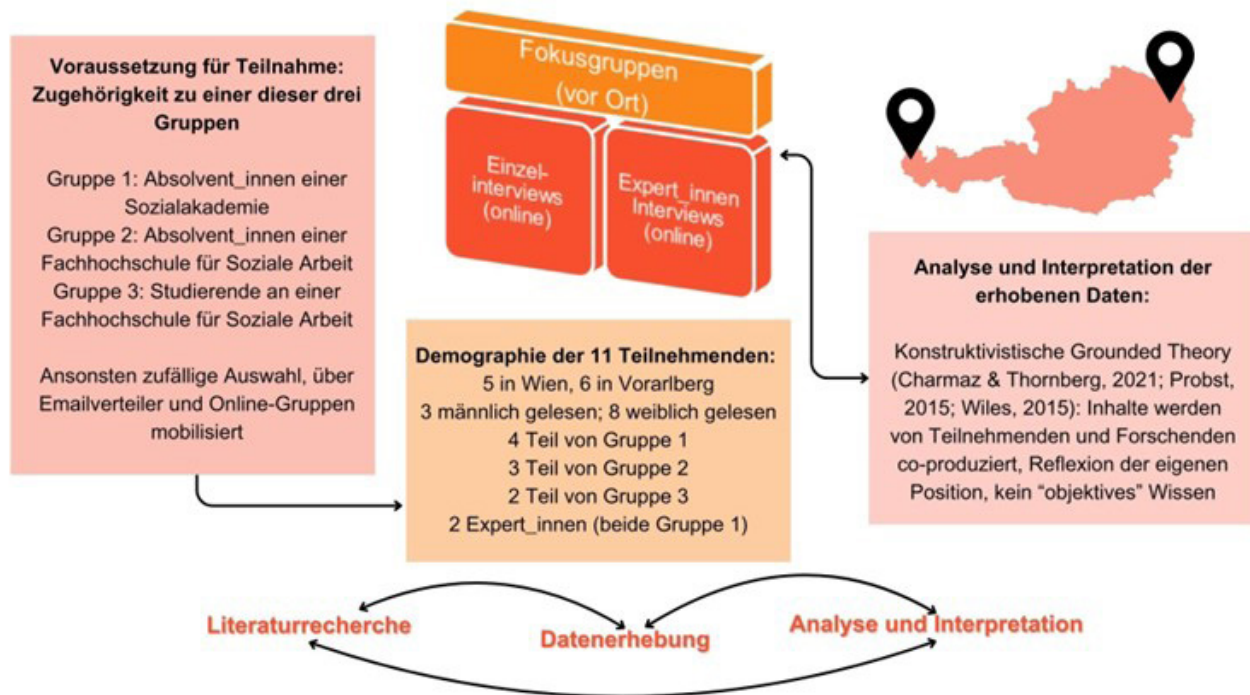 Voraussetzung für Teilnahme:
Zugehörigkeit zu einer dieser drei
Gruppen
Gruppe 1: Absolvent_innen einer
Sozialakademie
Gruppe 2: Absolvent_innen einer
Fachhochschule für Soziale Arbeit
Gruppe 3: Studierende an einer
Fachhochschule für Soziale Arbeit
Ansonsten zufällige Auswahl, über
Emailverteiler und Online-Gruppen
mobilisiert
Fokusgruppen
(vor Ort)
Einzel-
interviews
(online)
Expert_innen
Interviews
(online)
Demographie der 11 Teilnehmenden:
5 in Wien, 6 in Vorarlberg
3 männlich gelesen; 8 weiblich gelesen
4 Teil von Gruppe 1
3 Teil von Gruppe 2
2 Teil von Gruppe 3
2 Expert_innen (beide Gruppe 1)
Analyse und Interpretation der
erhobenen Daten:
Konstruktivistische Grounded Theory
(Charmaz & Thornberg, 2021; Probst,
2015; Wiles, 2015): Inhalte werden
von Teilnehmenden und Forschenden
co-produziert, Reflexion der eigenen
Position, kein “objektives” Wissen
Literaturrecherche
Datenerhebung
Analyse und Interpretation